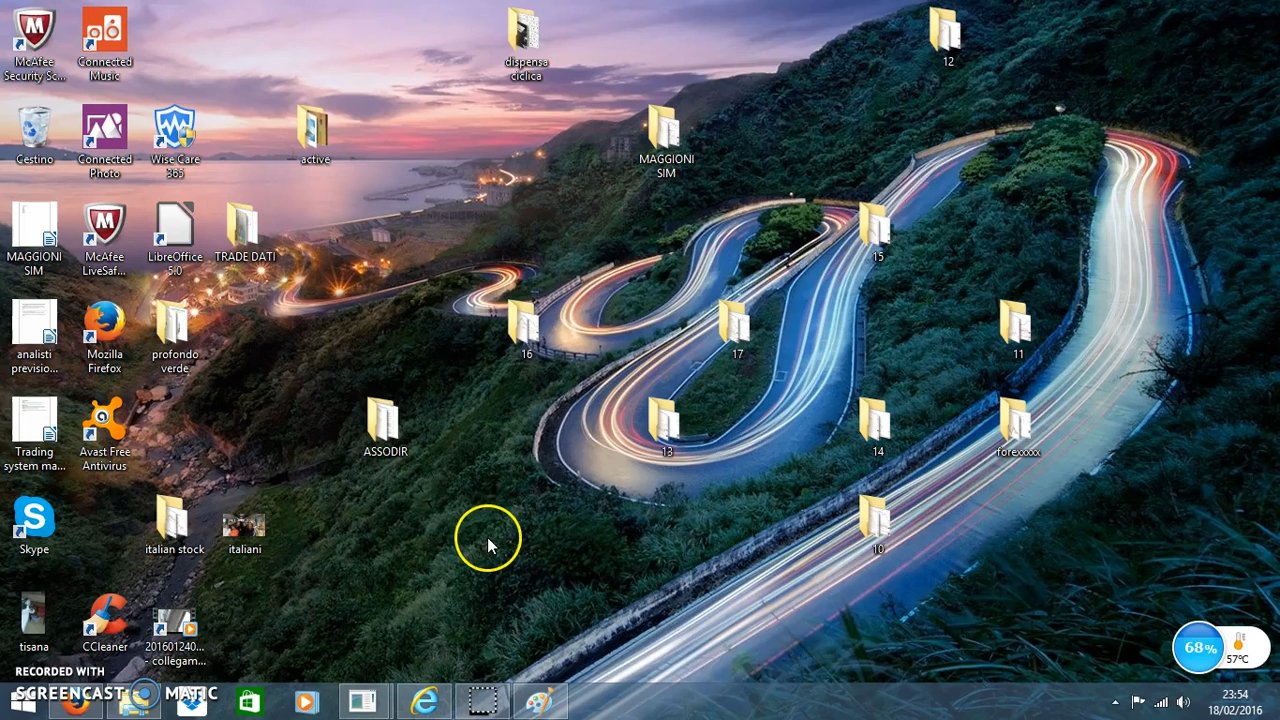 McAfee
Security Sc...
Connected
Music
dispensa
ciclica
12
Cestino
Connected
Photo
Wise Care
365
active
MAGGIONI
SIM
MAGGIONI
SIM
McAfee
LiveSaf...
LibreOffice
5.0
TRADE DATI
15
analisti
previsio...
Mozilla
Firefox
profondo
verde
16
17
11
Trading
system ma...
Avast Free
Antivirus
ASSODIR
13
14
forexxxx
Skype
italian stock
italiani
10
tisana
CCleaner
201601240...
- collegam...
68%
57°C
RECORDED WITH
SCREENCAST MATIC
23:54
18/02/2016